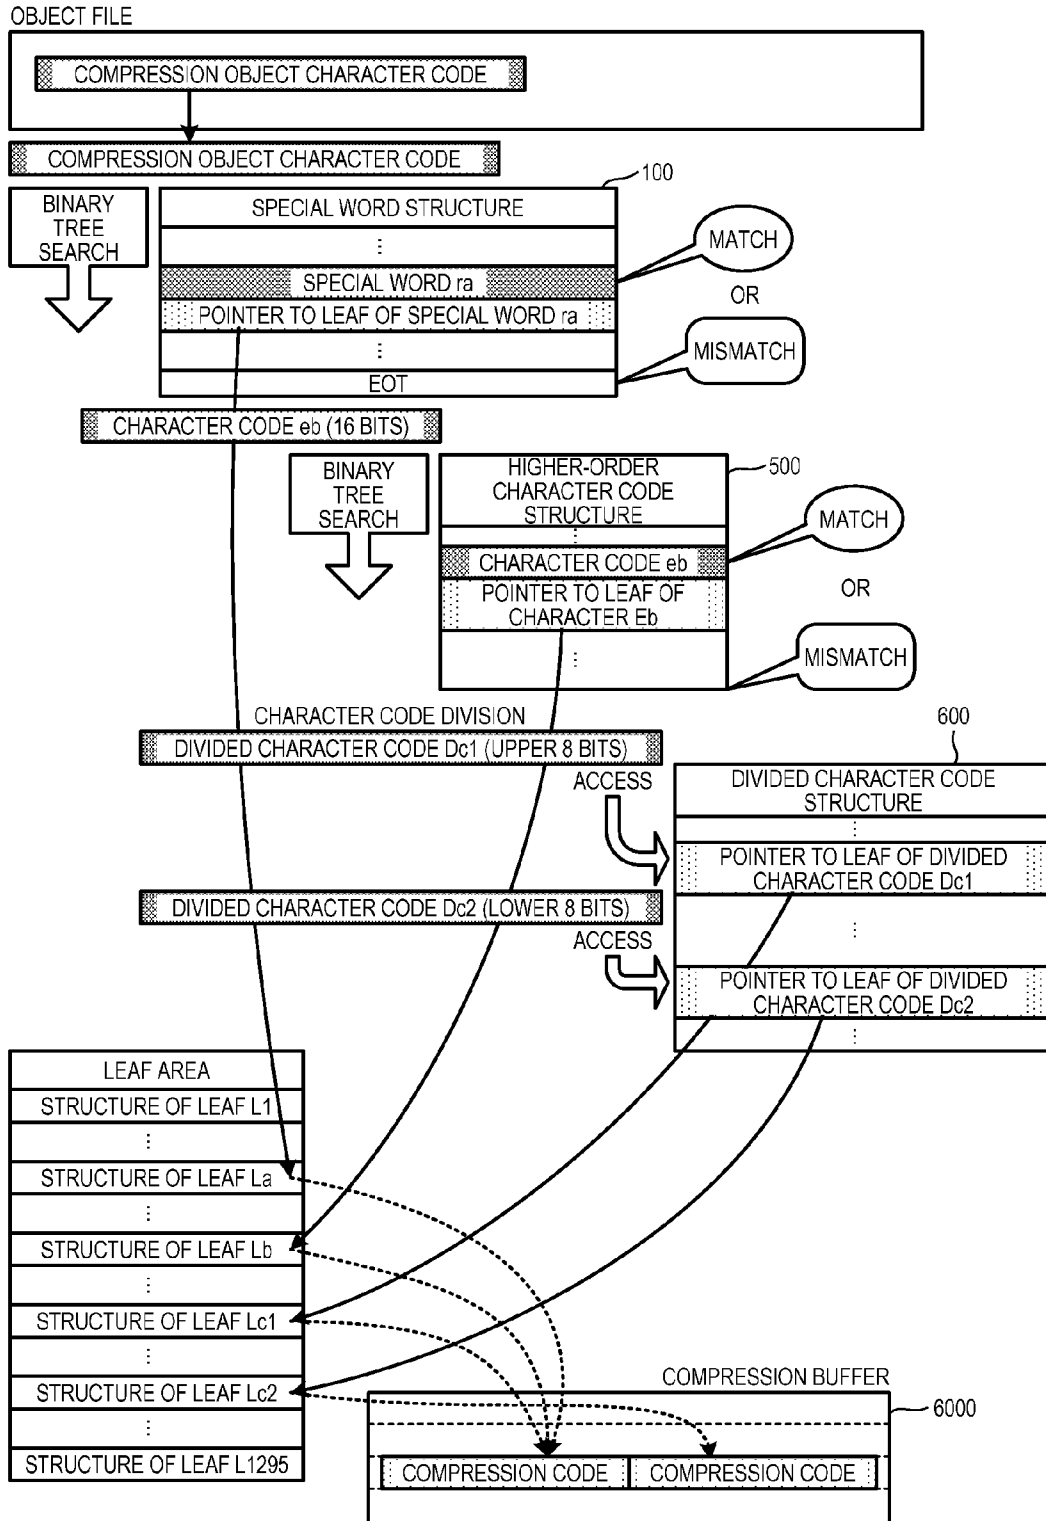 OBJECT FILE
COMPRESSION OBJECT CHARACTER CODE
COMPRESSION OBJECT CHARACTER CODE
BINARY
TREE
SEARCH
100
SPECIAL WORD STRUCTURE
⋮
SPECIAL WORD ra
POINTER TO LEAF OF SPECIAL WORD ra
⋮
EOT
MATCH
OR
MISMATCH
CHARACTER CODE eb (16 BITS)
BINARY
TREE
SEARCH
500
HIGHER-ORDER
CHARACTER CODE
STRUCTURE
⋮
CHARACTER CODE eb
POINTER TO LEAF OF
CHARACTER Eb
⋮
MATCH
OR
MISMATCH
CHARACTER CODE DIVISION
DIVIDED CHARACTER CODE Dc1 (UPPER 8 BITS)
ACCESS
600
DIVIDED CHARACTER CODE
STRUCTURE
⋮
POINTER TO LEAF OF DIVIDED
CHARACTER CODE Dc1
⋮
DIVIDED CHARACTER CODE Dc2 (LOWER 8 BITS)
ACCESS
POINTER TO LEAF OF DIVIDED
CHARACTER CODE Dc2
⋮
LEAF AREA
STRUCTURE OF LEAF L1
⋮
STRUCTURE OF LEAF La
⋮
STRUCTURE OF LEAF Lb
⋮
STRUCTURE OF LEAF Lc1
⋮
STRUCTURE OF LEAF Lc2
⋮
STRUCTURE OF LEAF L1295
COMPRESSION BUFFER
6000
COMPRESSION CODE
COMPRESSION CODE